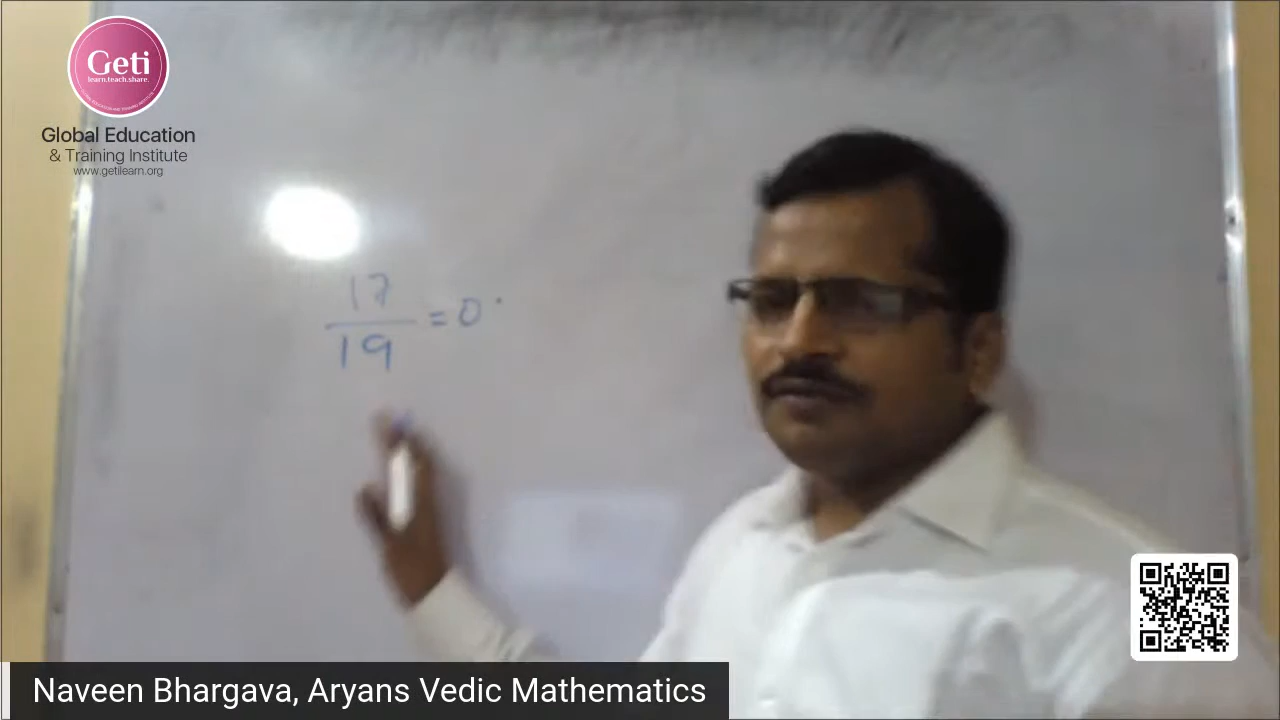 Geti
learn.teach.share.
Global Education
& Training Institute
www.getilearn.org
17
19
= 0.
Naveen Bhargava, Aryans Vedic Mathematics